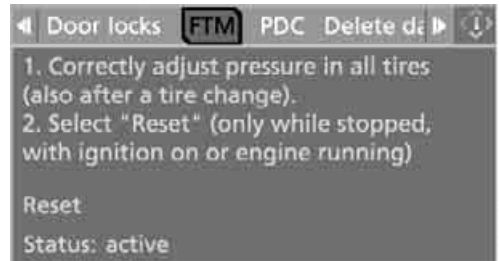 Door locks FTM PDC Delete da
1. Correctly adjust pressure in all tires
(also after a tire change).
2. Select "Reset" (only while stopped,
with ignition on or engine running)
Reset
Status: active